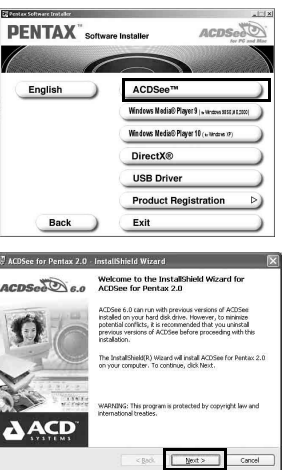 Pentax Software Installer
PENTAX™ Software Installer
ACDSee
for PC and Mac
English
ACDSee™
Windows Media® Player 9
Windows Media® Player 10 (for Windows XP)
DirectX®
USB Driver
Product Registration
Back
Exit
ACDSee for Pentax 2.0 - InstallShield Wizard
ACDSee 6.0
Welcome to the InstallShield Wizard for
ACDSee for Pentax 2.0
ACDSee 6.0 can run with previous versions of ACDSee
installed on your hard disk drive. However, to minimize
potential conflicts, it is recommended that you uninstall
previous versions of ACDSee before proceeding with this
installation.
The InstallShield(R) Wizard will install ACDSee for Pentax 2.0
on your computer. To continue, click Next.
WARNING: This program is protected by copyright law and
international treaties.
ACD
SYSTEMS
< Back
Next >
Cancel